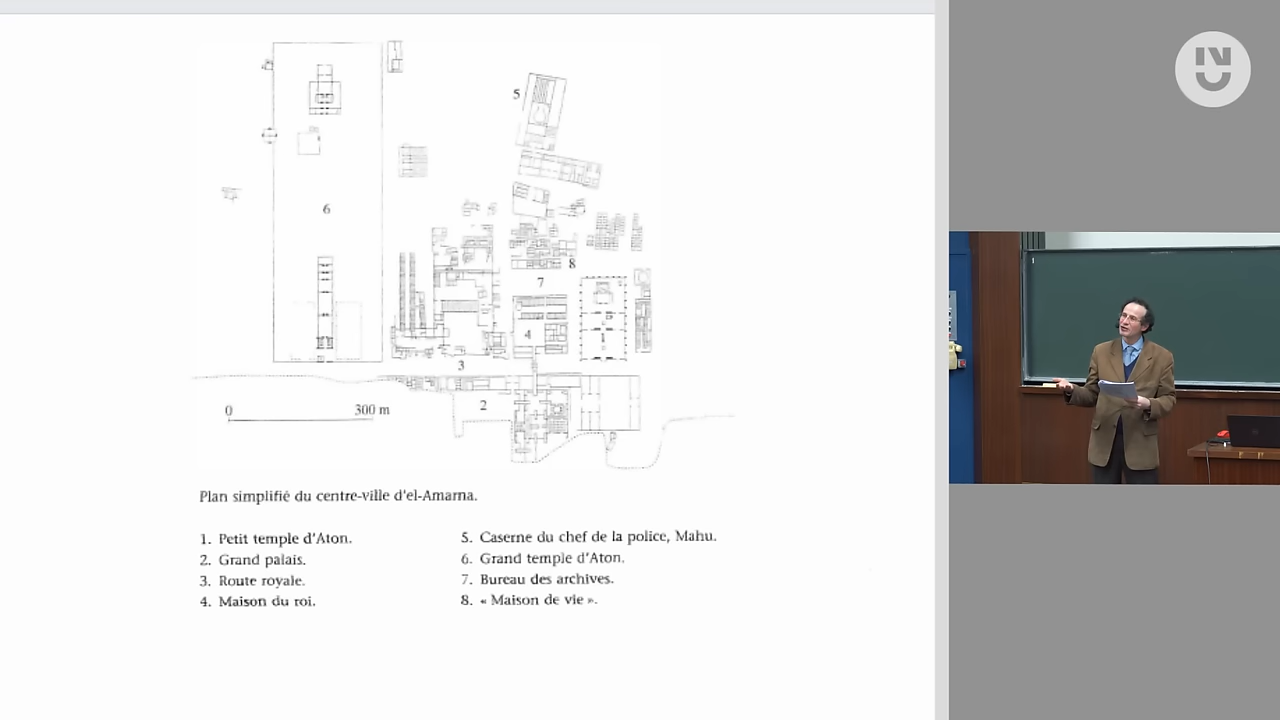 5
6
8
7
4
3
2
0 300 m
Plan simplifié du centre-ville d'el-Amarna.
1. Petit temple d'Aton.
2. Grand palais.
3. Route royale.
4. Maison du roi.
5. Caserne du chef de la police, Mahu.
6. Grand temple d'Aton.
7. Bureau des archives.
8. « Maison de vie ».